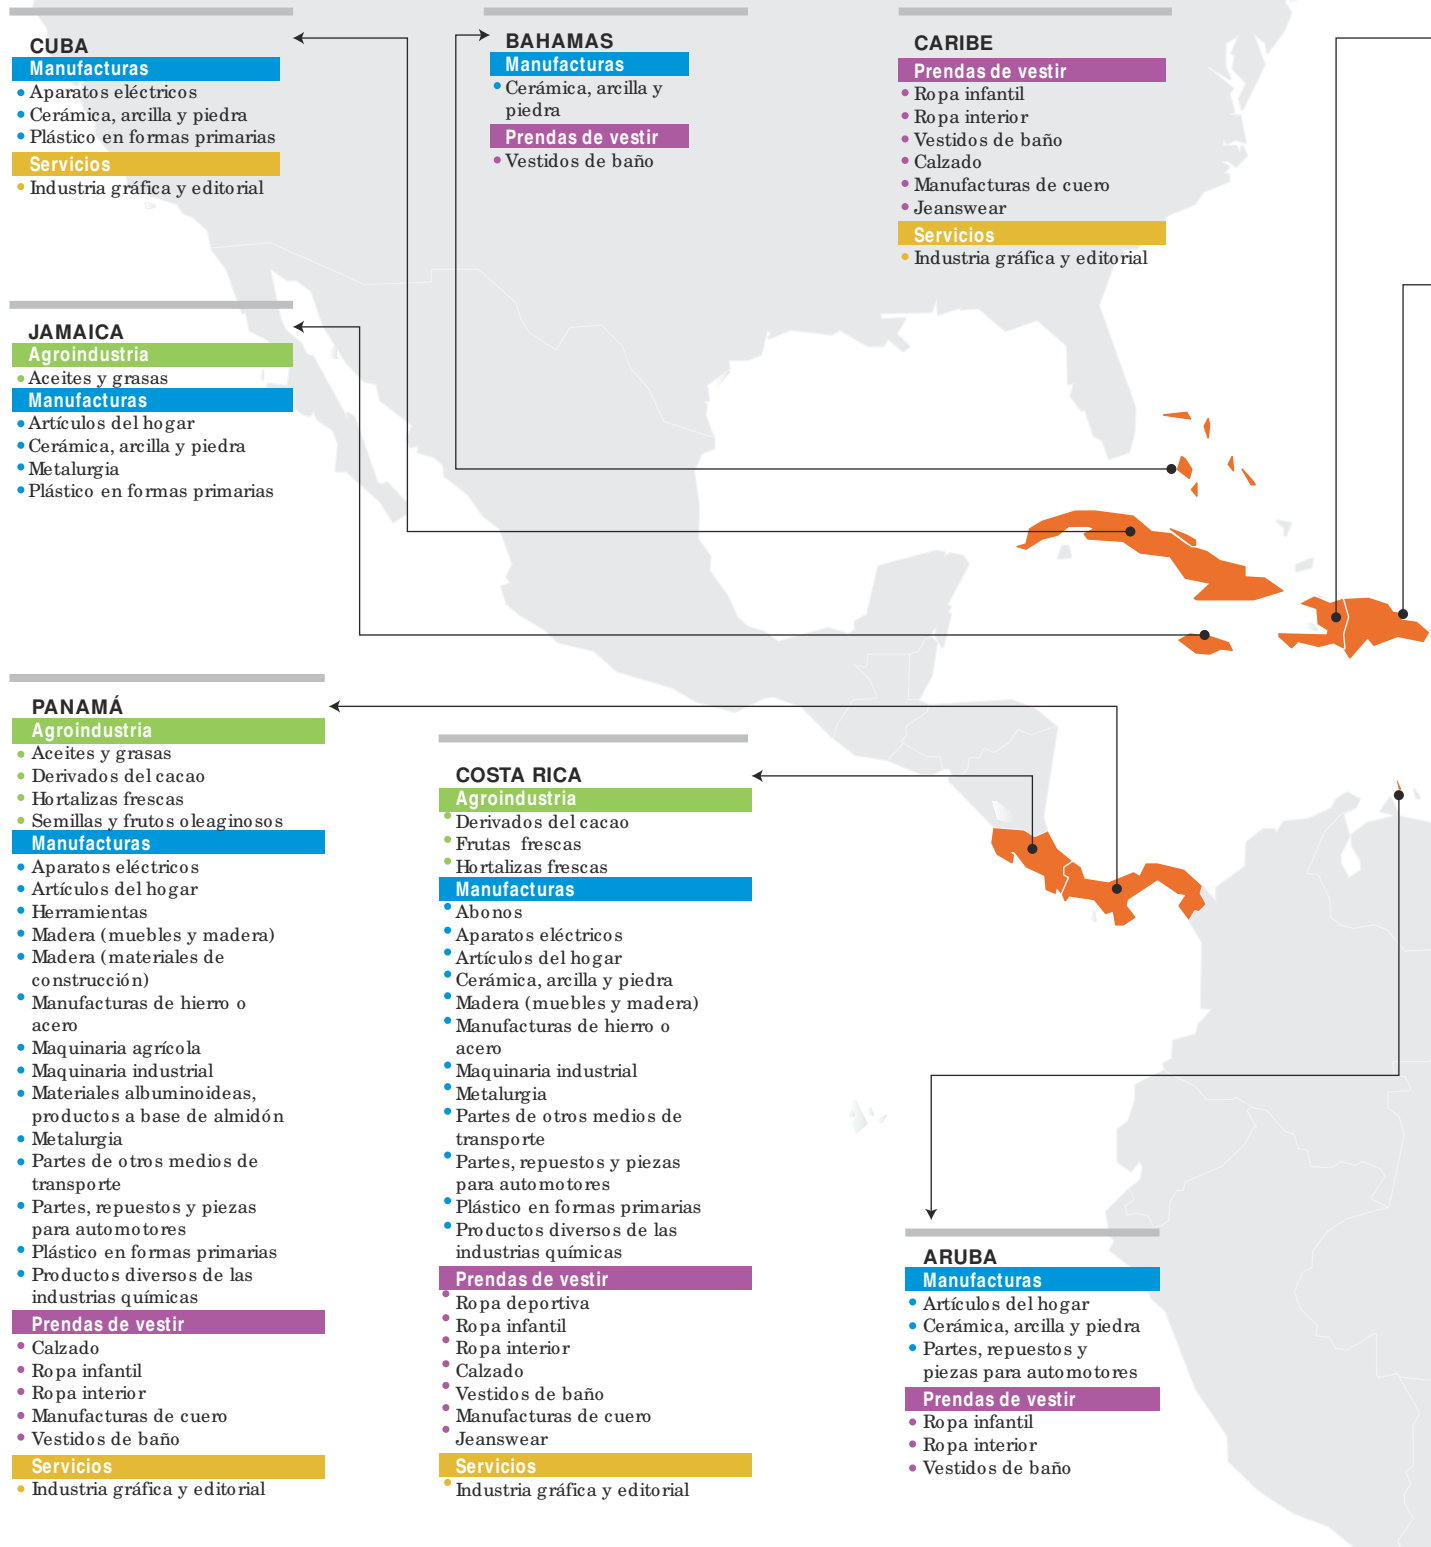 CUBA
Manufacturas
Aparatos eléctricos
Cerámica, arcilla y piedra
Plástico en formas primarias
Servicios
Industria gráfica y editorial
BAHAMAS
Manufacturas
Cerámica, arcilla y
piedra
Prendas de vestir
Vestidos de baño
CARIBE
Prendas de vestir
Ropa infantil
Ropa interior
Vestidos de baño
Calzado
Manufacturas de cuero
Jeanswear
Servicios
Industria gráfica y editorial
JAMAICA
Agroindustria
Aceites y grasas
Manufacturas
Artículos del hogar
Cerámica, arcilla y piedra
Metalurgia
Plástico en formas primarias
PANAMÁ
Agroindustria
Aceites y grasas
Derivados del cacao
Hortalizas frescas
Semillas y frutos oleaginosos
Manufacturas
Aparatos eléctricos
Artículos del hogar
Herramientas
Madera (muebles y madera)
Madera (materiales de
construcción)
Manufacturas de hierro o
acero
Maquinaria agrícola
Maquinaria industrial
Materiales albuminoideas,
productos a base de almidón
Metalurgia
Partes de otros medios de
transporte
Partes, repuestos y piezas
para automotores
Plástico en formas primarias
Productos diversos de las
industrias químicas
Prendas de vestir
Calzado
Ropa infantil
Ropa interior
Manufacturas de cuero
Vestidos de baño
Servicios
Industria gráfica y editorial
COSTA RICA
Agroindustria
Derivados del cacao
Frutas frescas
Hortalizas frescas
Manufacturas
Abonos
Aparatos eléctricos
Artículos del hogar
Cerámica, arcilla y piedra
Madera (muebles y madera)
Manufacturas de hierro o
acero
Maquinaria industrial
Metalurgia
Partes de otros medios de
transporte
Partes, repuestos y piezas
para automotores
Plástico en formas primarias
Productos diversos de las
industrias químicas
Prendas de vestir
Ropa deportiva
Ropa infantil
Ropa interior
Calzado
Vestidos de baño
Manufacturas de cuero
Jeanswear
Servicios
Industria gráfica y editorial
ARUBA
Manufacturas
Artículos del hogar
Cerámica, arcilla y piedra
Partes, repuestos y
piezas para automotores
Prendas de vestir
Ropa infantil
Ropa interior
Vestidos de baño